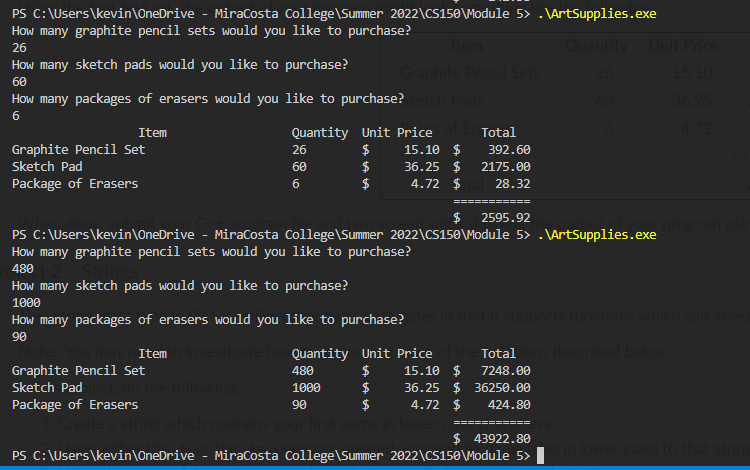 PS C:\Users\kevin\OneDrive - MiraCosta College\Summer 2022\CS150\Module 5> .\ArtSupplies.exe
How many graphite pencil sets would you like to purchase?
26
How many sketch pads would you like to purchase?
60
How many packages of erasers would you like to purchase?
6
Item Quantity Unit Price Total
Graphite Pencil Set 26 $ 15.10 $ 392.60
Sketch Pad 60 $ 36.25 $ 2175.00
Package of Erasers 6 $ 4.72 $ 28.32
===========
$ 2595.92
PS C:\Users\kevin\OneDrive - MiraCosta College\Summer 2022\CS150\Module 5> .\ArtSupplies.exe
How many graphite pencil sets would you like to purchase?
480
How many sketch pads would you like to purchase?
1000
How many packages of erasers would you like to purchase?
90
Item Quantity Unit Price Total
Graphite Pencil Set 480 $ 15.10 $ 7248.00
Sketch Pad 1000 $ 36.25 $ 36250.00
Package of Erasers 90 $ 4.72 $ 424.80
===========
$ 43922.80
PS C:\Users\kevin\OneDrive - MiraCosta College\Summer 2022\CS150\Module 5>